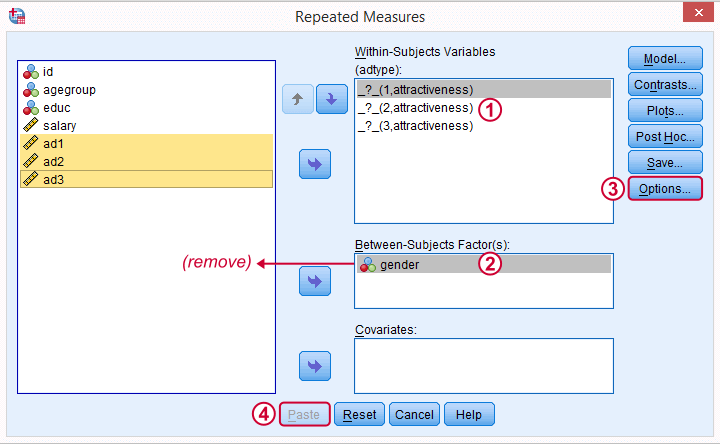 Repeated Measures
id
agegroup
educ
salary
ad1
ad2
ad3
Within-Subjects Variables
(adtype):
_?_(1,attractiveness)
_?_(2,attractiveness)
_?_(3,attractiveness)
1
Between-Subjects Factor(s):
gender
2
(remove)
Covariates:
Model...
Contrasts...
Plots...
Post Hoc...
Save...
3
Options...
4
Paste
Reset
Cancel
Help